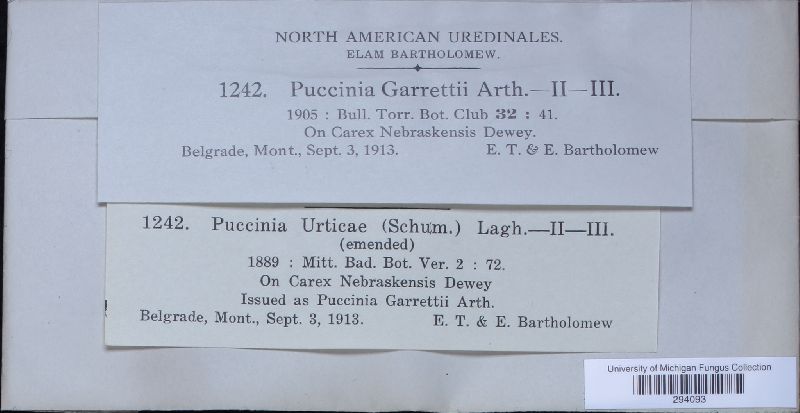 NORTH AMERICAN UREDINALES.
ELAM BARTHOLOMEW.
1242. Puccinia Garrettii Arth.—II—III.
1905 : Bull. Torr. Bot. Club 32 : 41.
On Carex Nebraskensis Dewey.
Belgrade, Mont., Sept. 3, 1913. E. T. & E. Bartholomew
1242. Puccinia Urticae (Schum.) Lagh.—II—III.
(emended)
1889 : Mitt. Bad. Bot. Ver. 2 : 72.
On Carex Nebraskensis Dewey
Issued as Puccinia Garrettii Arth.
Belgrade, Mont., Sept. 3, 1913. E. T. & E. Bartholomew
University of Michigan Fungus Collection
294093